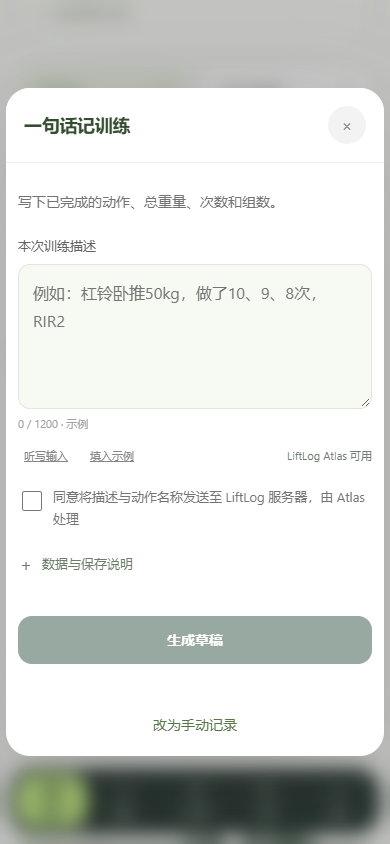 一句话记训练
×
写下已完成的动作、总重量、次数和组数。
本次训练描述
例如：杠铃卧推50kg，做了10、9、8次，
RIR2
0 / 1200 · 示例
听写输入 填入示例 LiftLog Atlas 可用
同意将描述与动作名称发送至 LiftLog 服务器，由 Atlas
处理
+ 数据与保存说明
生成草稿
改为手动记录